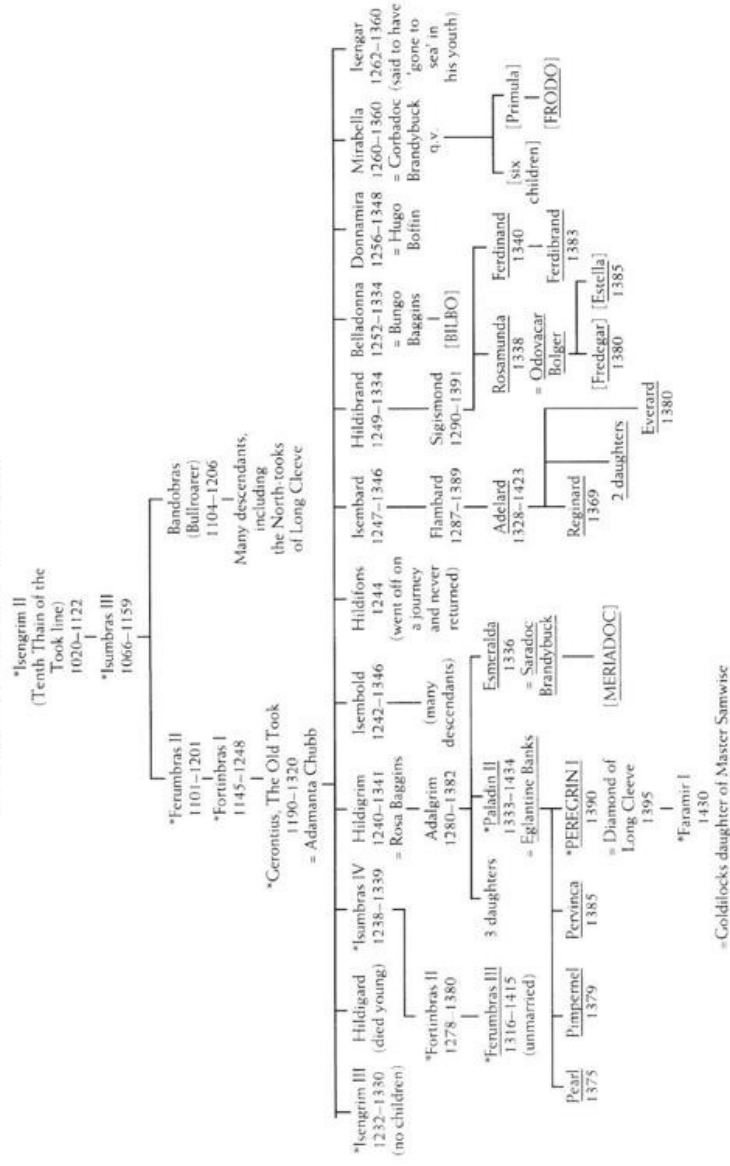 *Isengrim II
(Tenth Thain of the
Took line)
1020–1122
*Isumbras III
1066–1159
*Ferumbras II
1101–1201
Bandobras
(Bullroarer)
1104–1206
*Fortinbras I
1145–1248
Many descendants,
including
the North-tooks
of Long Cleeve
*Gerontius, The Old Took
1190–1320
= Adamanta Chubb
*Isengrim III
1232–1330
(no children)
Hildigard
(died young)
*Isumbras IV
1238–1339
Hildigrim
1240–1341
= Rosa Baggins
Isembold
1242–1346
(many
descendants)
Hildifons
1244
(went off on
a journey
and never
returned)
Isembard
1247–1346
Hildibrand
1249–1334
Belladonna
1252–1334
= Bungo
Baggins
[BILBO]
Donnamira
1256–1348
= Hugo
Boffin
Mirabella
1260–1360
= Gorbadoc
Brandybuck
q.v.
Isengar
1262–1360
(said to have
'gone to
sea' in
his youth)
*Fortinbras II
1278–1380
Adalgrim
1280–1382
Flambard
1287–1389
Sigismond
1290–1391
[six
children]
[Primula]
[FRODO]
*Ferumbras III
1316–1415
(unmarried)
3 daughters
*Paladin II
1333–1434
= Eglantine Banks
Esmeralda
1336
= Saradoc
Brandybuck
[MERIADOC]
Adelard
1328–1423
Rosamunda
1338
= Odovacar
Bolger
Ferdinand
1340
Ferdibrand
1383
Reginard
1369
2 daughters
Everard
1380
[Fredegar]
1380
[Estella]
1385
Pearl
1375
Pimpernel
1379
Pervinca
1385
*PEREGRIN I
1390
= Diamond of
Long Cleeve
1395
*Faramir I
1430
= Goldilocks daughter of Master Samwise